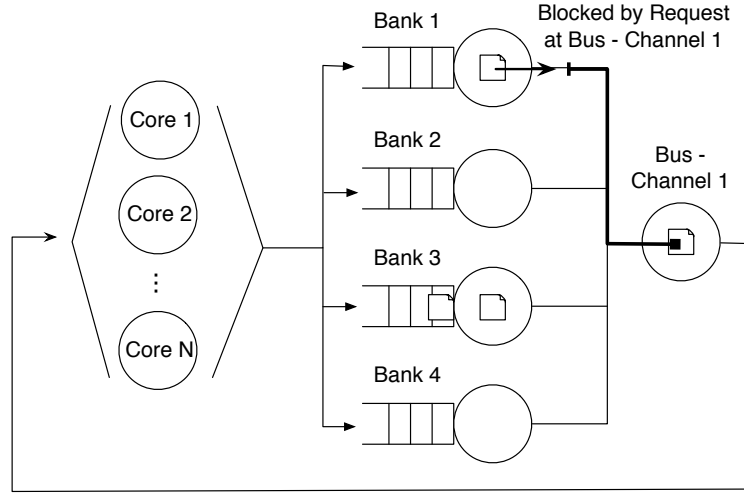 Bank 1
Blocked by Request
at Bus - Channel 1
Core 1
Bank 2
Bus -
Channel 1
Core 2
Bank 3
...
Core N
Bank 4